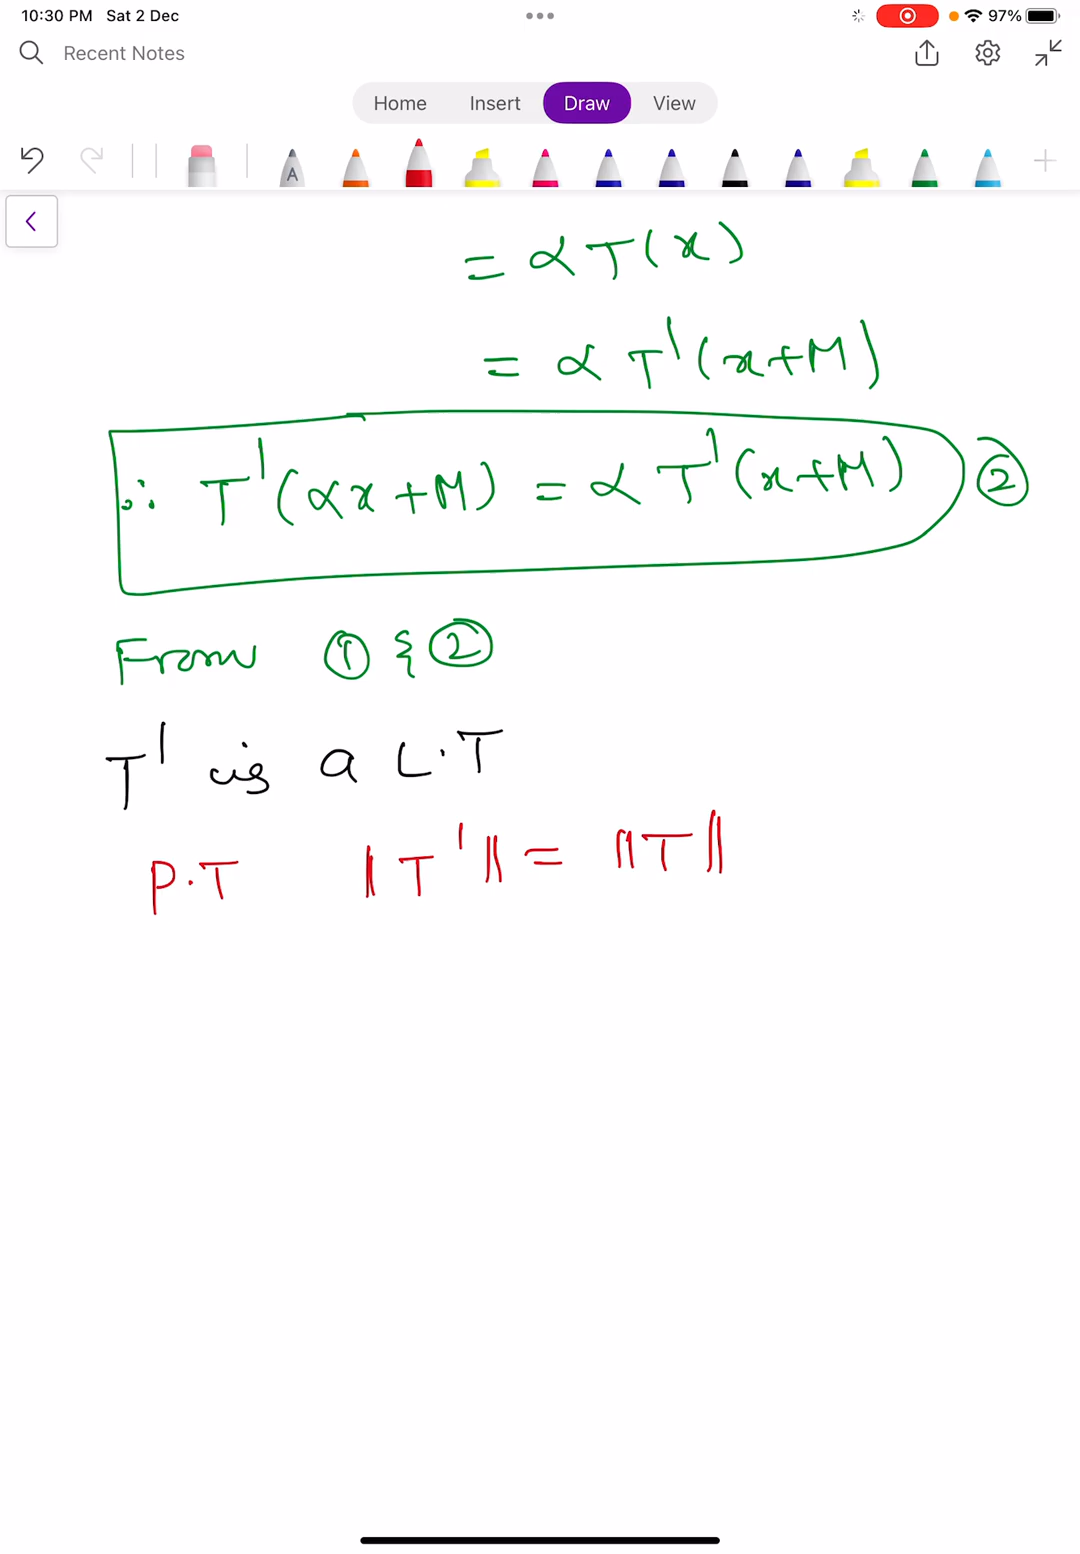 10:30 PM Sat 2 Dec 97%
Recent Notes
Home Insert Draw View
A
= α T(x)
= α T'(x+M)
∴ T'(αx+M) = α T'(x+M) ②
From ① & ②
T' is a L.T
P.T ‖T'‖ = ‖T‖